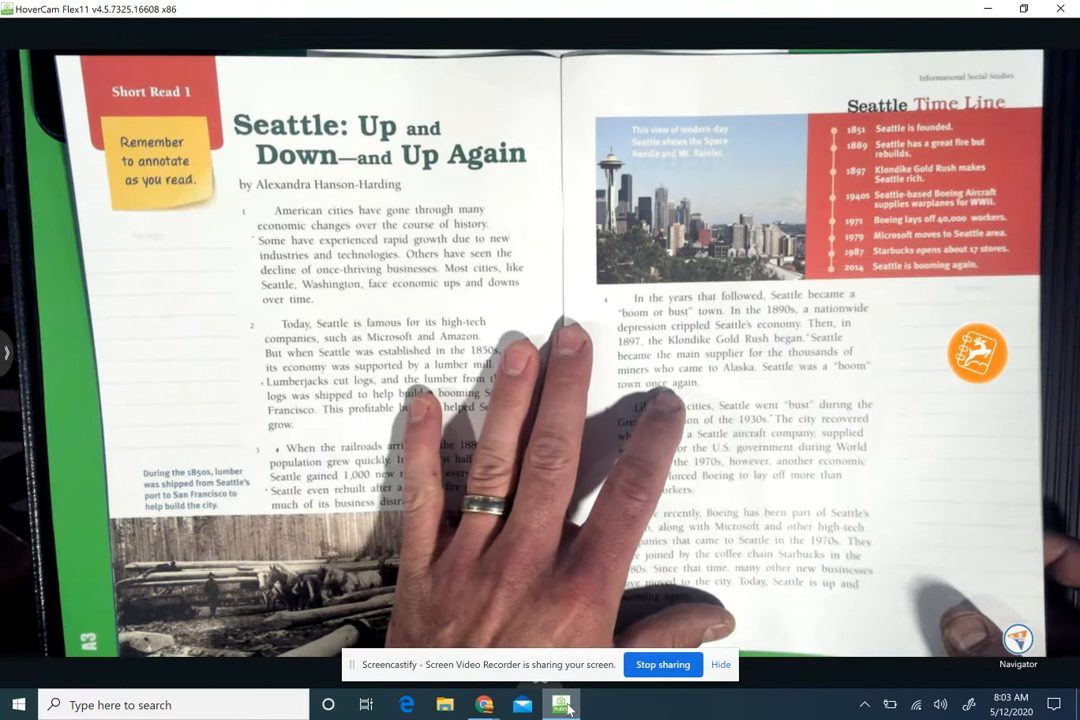 HoverCam Flex11 v4.5.7325.16608 x86
Short Read 1
Remember
to annotate
as you read.
Seattle: Up and
Down—and Up Again
by Alexandra Hanson-Harding
1 American cities have gone through many
economic changes over the course of history.
Some have experienced rapid growth due to new
industries and technologies. Others have seen the
decline of once-thriving businesses. Most cities, like
Seattle, Washington, face economic ups and downs
over time.
2 Today, Seattle is famous for its high-tech
companies, such as Microsoft and Amazon.
But when Seattle was established in the 1850s,
its economy was supported by a lumber mill.
Lumberjacks cut logs, and the lumber from
logs was shipped to help booming
Francisco. This profitable helped
grow.
3 When the railroads
population grew quickly. In half
Seattle gained 1,000 new every
Seattle even rebuilt after a
much of its business
During the 1850s, lumber
was shipped from Seattle's
port to San Francisco to
help build the city.
A3
Informational Social Studies
Seattle Time Line
This view of modern-day
Seattle shows the Space
Needle and Mt. Rainier.
1851 Seattle is founded.
1889 Seattle has a great fire but
rebuilds.
1897 Klondike Gold Rush makes
Seattle rich.
1940s Seattle-based Boeing Aircraft
supplies warplanes for WWII.
1971 Boeing lays off 40,000 workers.
1979 Microsoft moves to Seattle area.
1987 Starbucks opens about 17 stores.
2014 Seattle is booming again.
4 In the years that followed, Seattle became a
"boom or bust" town. In the 1890s, a nationwide
depression crippled Seattle's economy. Then, in
1897, the Klondike Gold Rush began. Seattle
became the main supplier for the thousands of
miners who came to Alaska. Seattle was a "boom"
town once again.
cities, Seattle went "bust" during the
of the 1930s. The city recovered
a Seattle aircraft company, supplied
for the U.S. government during World
the 1970s, however, another economic
forced Boeing to lay off more than
recently, Boeing has been part of Seattle's
along with Microsoft and other high-tech
that came to Seattle in the 1970s. They
joined by the coffee chain Starbucks in the
Since that time, many other new businesses
moved to the city. Today, Seattle is up and
Navigator
Screencastify - Screen Video Recorder is sharing your screen.
Stop sharing
Hide
Type here to search
8:03 AM
5/12/2020